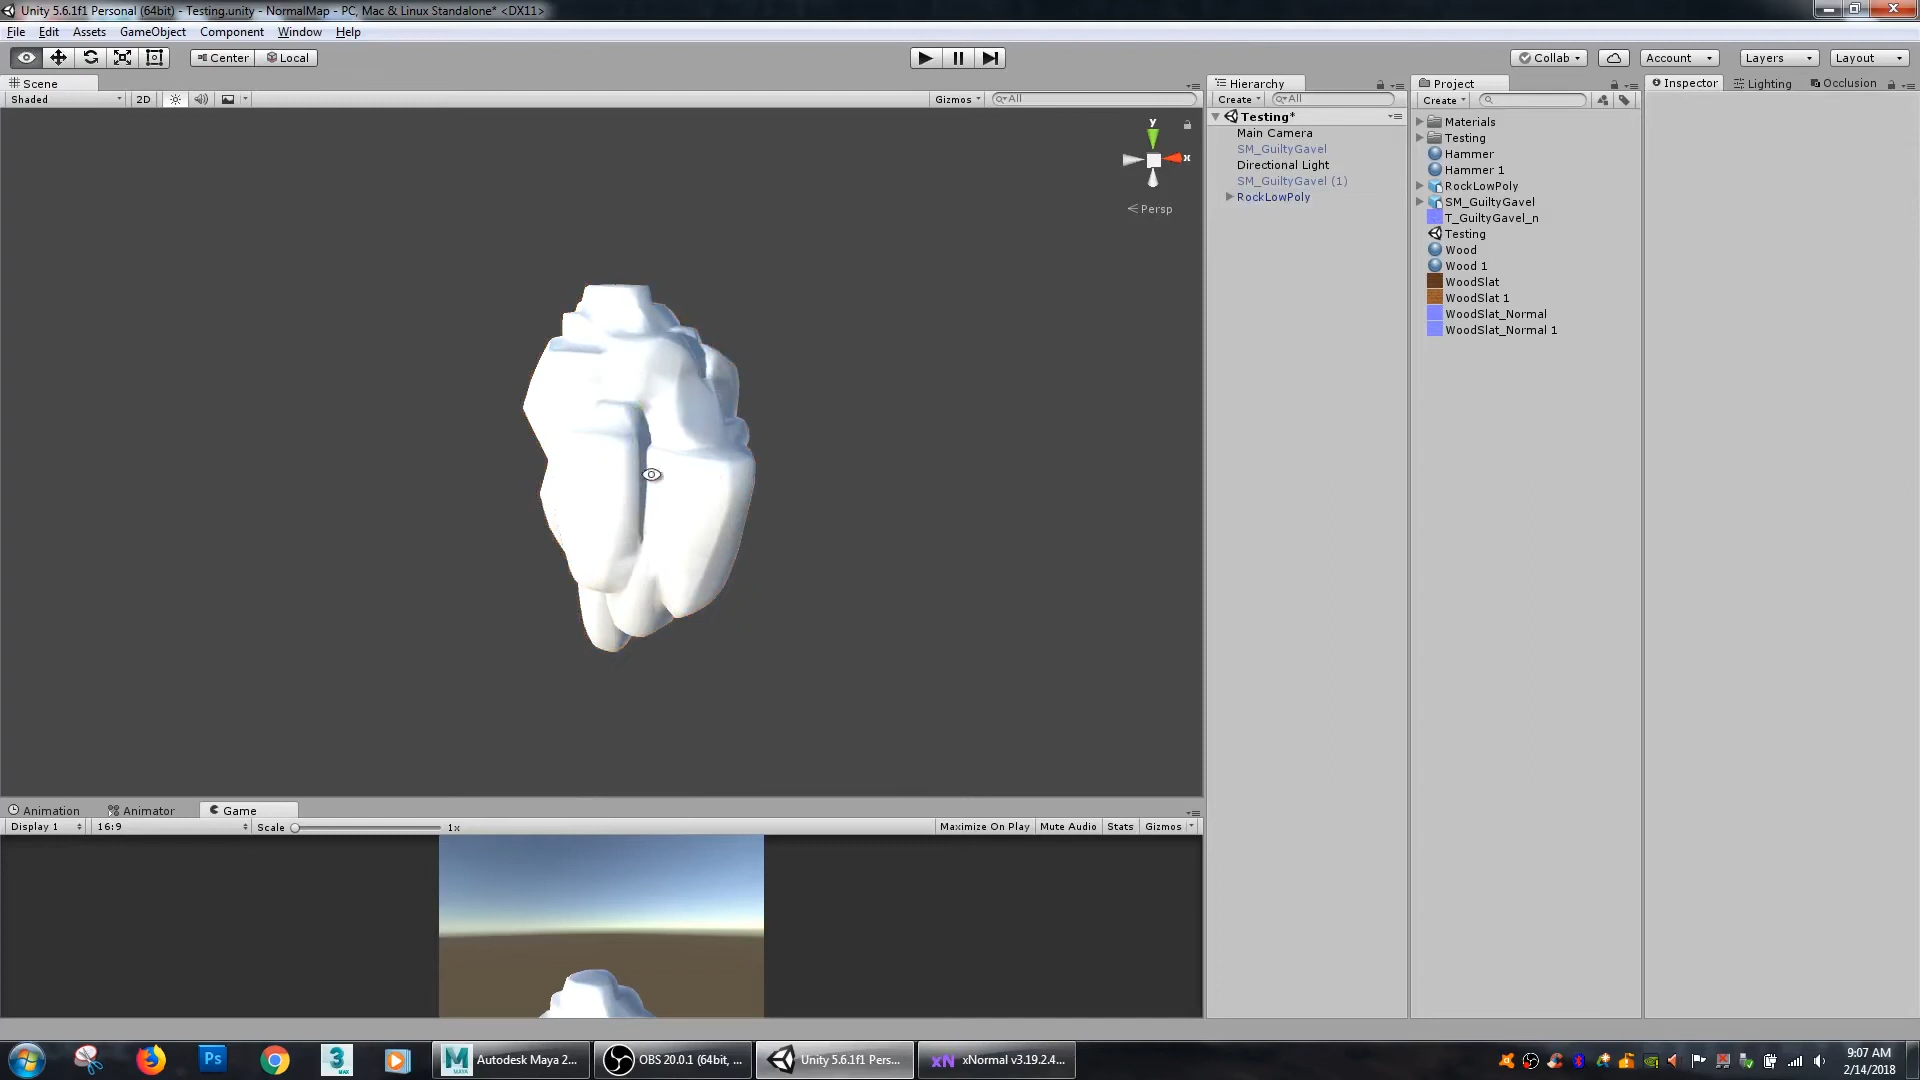 Unity 5.6.1f1 Personal (64bit) - Testing.unity - NormalMap - PC, Mac & Linux Standalone* <DX11>
File Edit Assets GameObject Component Window Help
Center Local Collab Account Layers Layout
Scene
Shaded 2D Gizmos All
y
x
Persp
Hierarchy
Create All
Testing*
Main Camera
SM_GuiltyGavel
Directional Light
SM_GuiltyGavel (1)
RockLowPoly
Project
Create
Materials
Testing
Hammer
Hammer 1
RockLowPoly
SM_GuiltyGavel
T_GuiltyGavel_n
Testing
Wood
Wood 1
WoodSlat
WoodSlat 1
WoodSlat_Normal
WoodSlat_Normal 1
Inspector Lighting Occlusion
Animation Animator Game
Display 1 16:9 Scale 1x Maximize On Play Mute Audio Stats Gizmos
Ps
3
MAX
M
MAYA
Autodesk Maya 2...
OBS 20.0.1 (64bit, ...
Unity 5.6.1f1 Pers...
xN
xNormal v3.19.2.4...
9:07 AM
2/14/2018